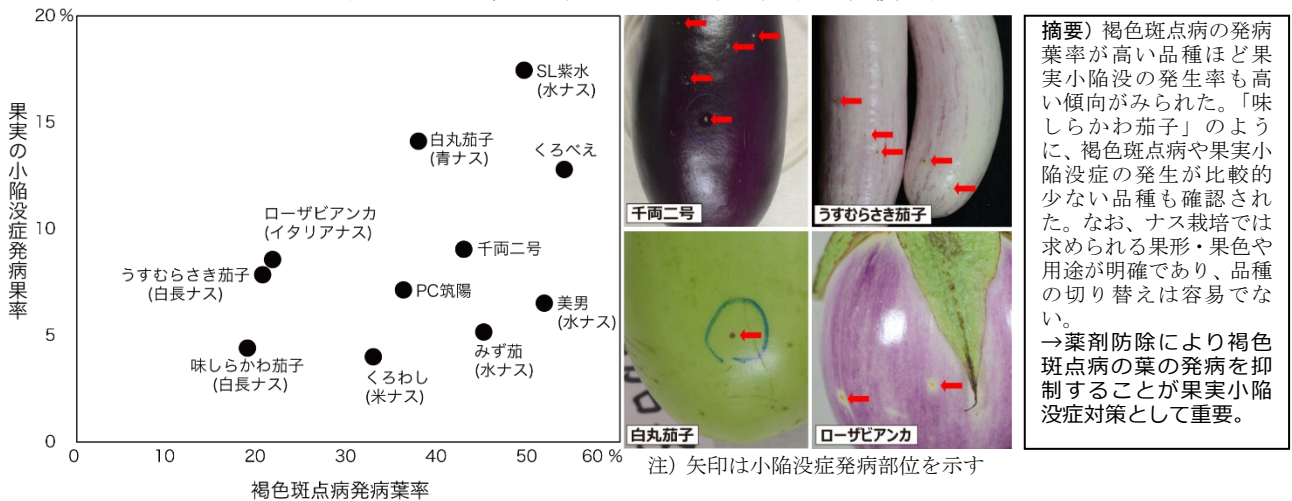 20 %
15
10
5
0
果実の小陥没症発病果率
SL紫水
(水ナス)
白丸茄子
(青ナス)
くろべえ
ローザビアンカ
(イタリアナス)
千両二号
うすむらさき茄子
(白長ナス)
PC筑陽
美男
(水ナス)
みず茄
(水ナス)
味しらかわ茄子
(白長ナス)
くろわし
(米ナス)
0 10 20 30 40 50 60 %
褐色斑点病発病葉率
千両二号
うすむらさき茄子
白丸茄子
ローザビアンカ
注) 矢印は小陥没症発病部位を示す
摘要）褐色斑点病の発病
葉率が高い品種ほど果
実小陥没の発生率も高
い傾向がみられた。「味
しらかわ茄子」のよう
に、褐色斑点病や果実小
陥没症の発生が比較的
少ない品種も確認され
た。なお、ナス栽培では
求められる果形・果色や
用途が明確であり、品種
の切り替えは容易でな
い。
→薬剤防除により褐色
斑点病の葉の発病を抑
制することが果実小陥
没症対策として重要。